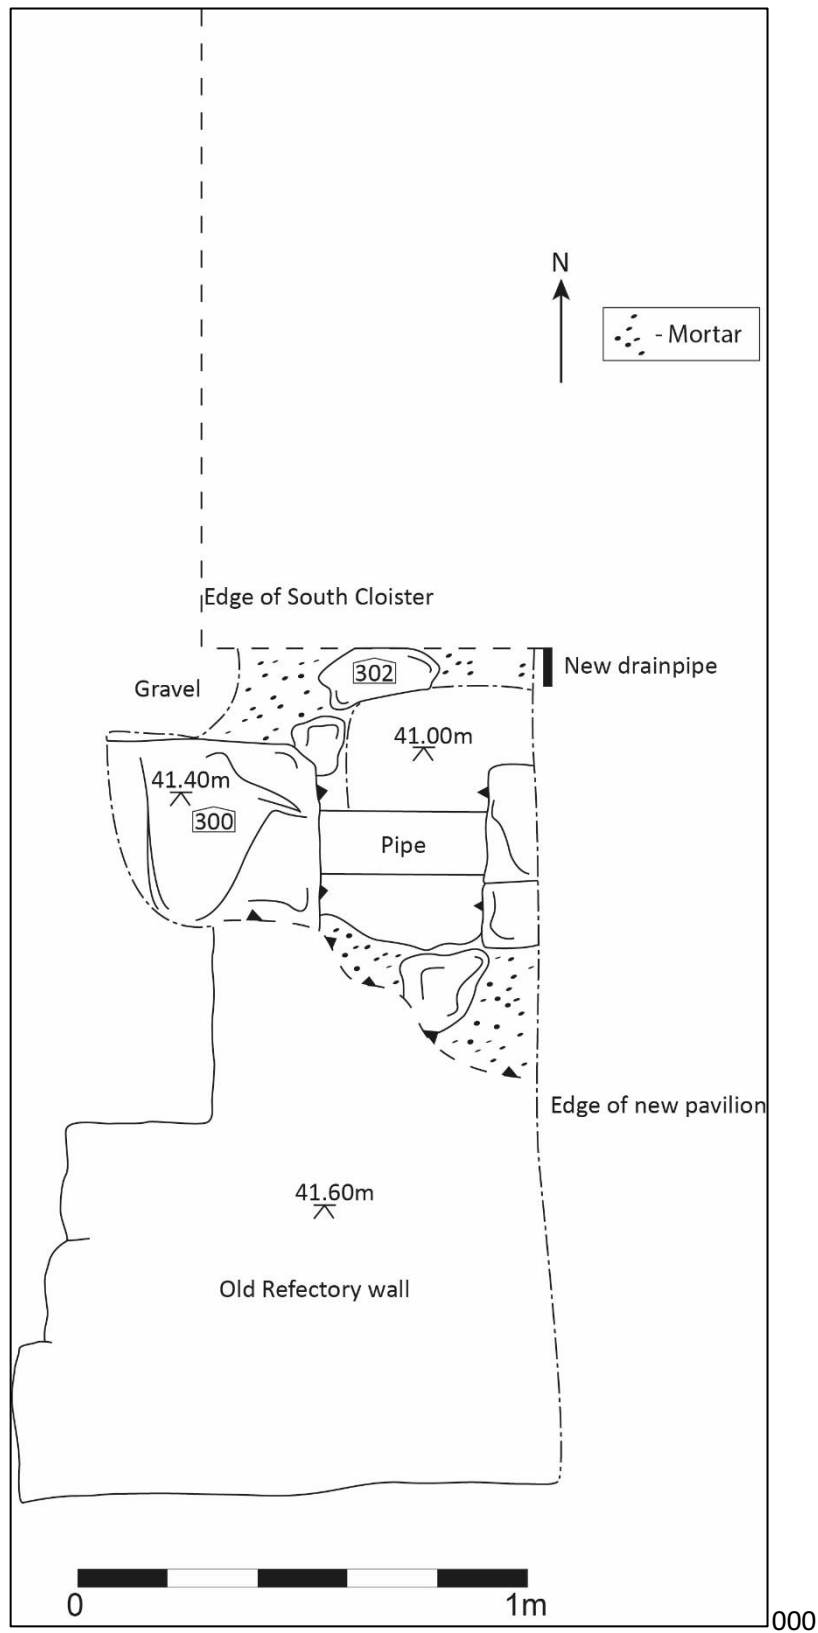 N
- Mortar
Edge of South Cloister
302
New drainpipe
Gravel
41.00m
41.40m
300
Pipe
Edge of new pavilion
41.60m
Old Refectory wall
0
1m
000